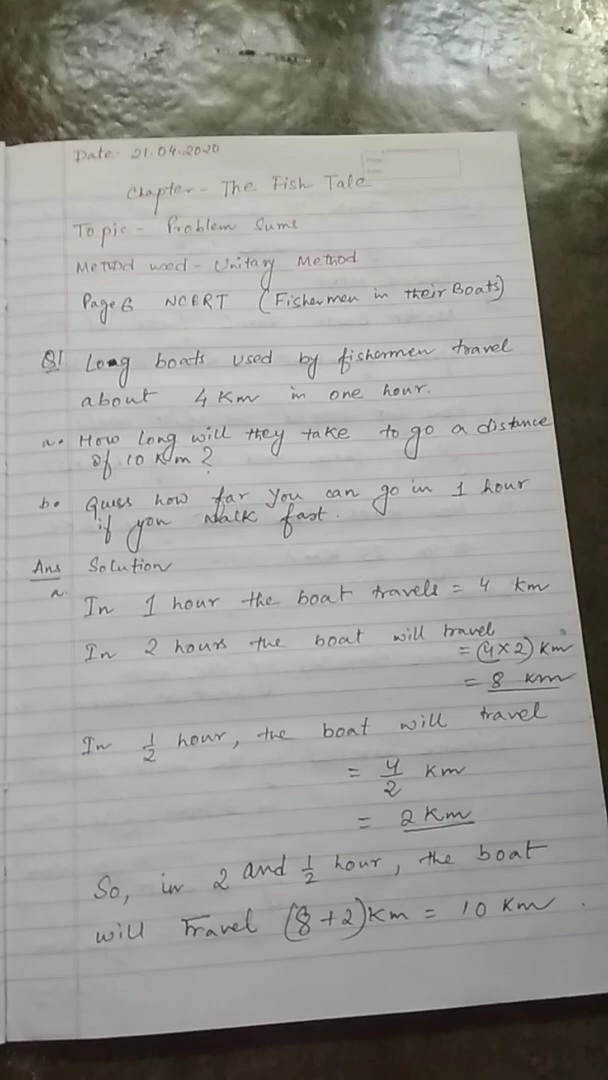 Date- 21.04.2020
Chapter- The Fish Tale
Topic- Problem Sums
Method used- Unitary Method
Page 6 NCERT (Fishermen in their Boats)
Q1 Long boats used by fishermen travel
about 4 Km in one hour.
a. How long will they take to go a distance
of 10 Km?
b. Guess how far you can go in 1 hour
if you walk fast.
Ans Solution
a. In 1 hour the boat travels = 4 Km
In 2 hours the boat will travel
= (4×2) Km
= 8 km
In 1/2 hour, the boat will travel
= 4/2 Km
= 2 Km
So, in 2 and 1/2 hour, the boat
will Travel (8+2)Km = 10 Km.